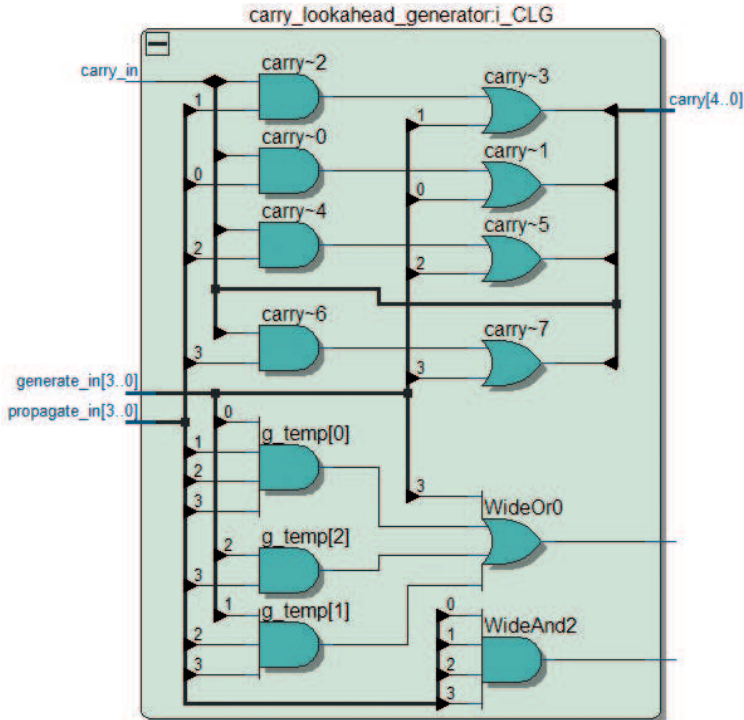 carry_lookahead_generator:i_CLG
carry_in
carry~2
1
carry~3
1
carry[4..0]
carry~0
0
carry~1
0
carry~4
2
carry~5
2
carry~6
3
carry~7
3
generate_in[3..0]
propagate_in[3..0]
0
g_temp[0]
1
2
3
3
WideOr0
2
g_temp[2]
3
1
g_temp[1]
2
3
0
WideAnd2
1
2
3